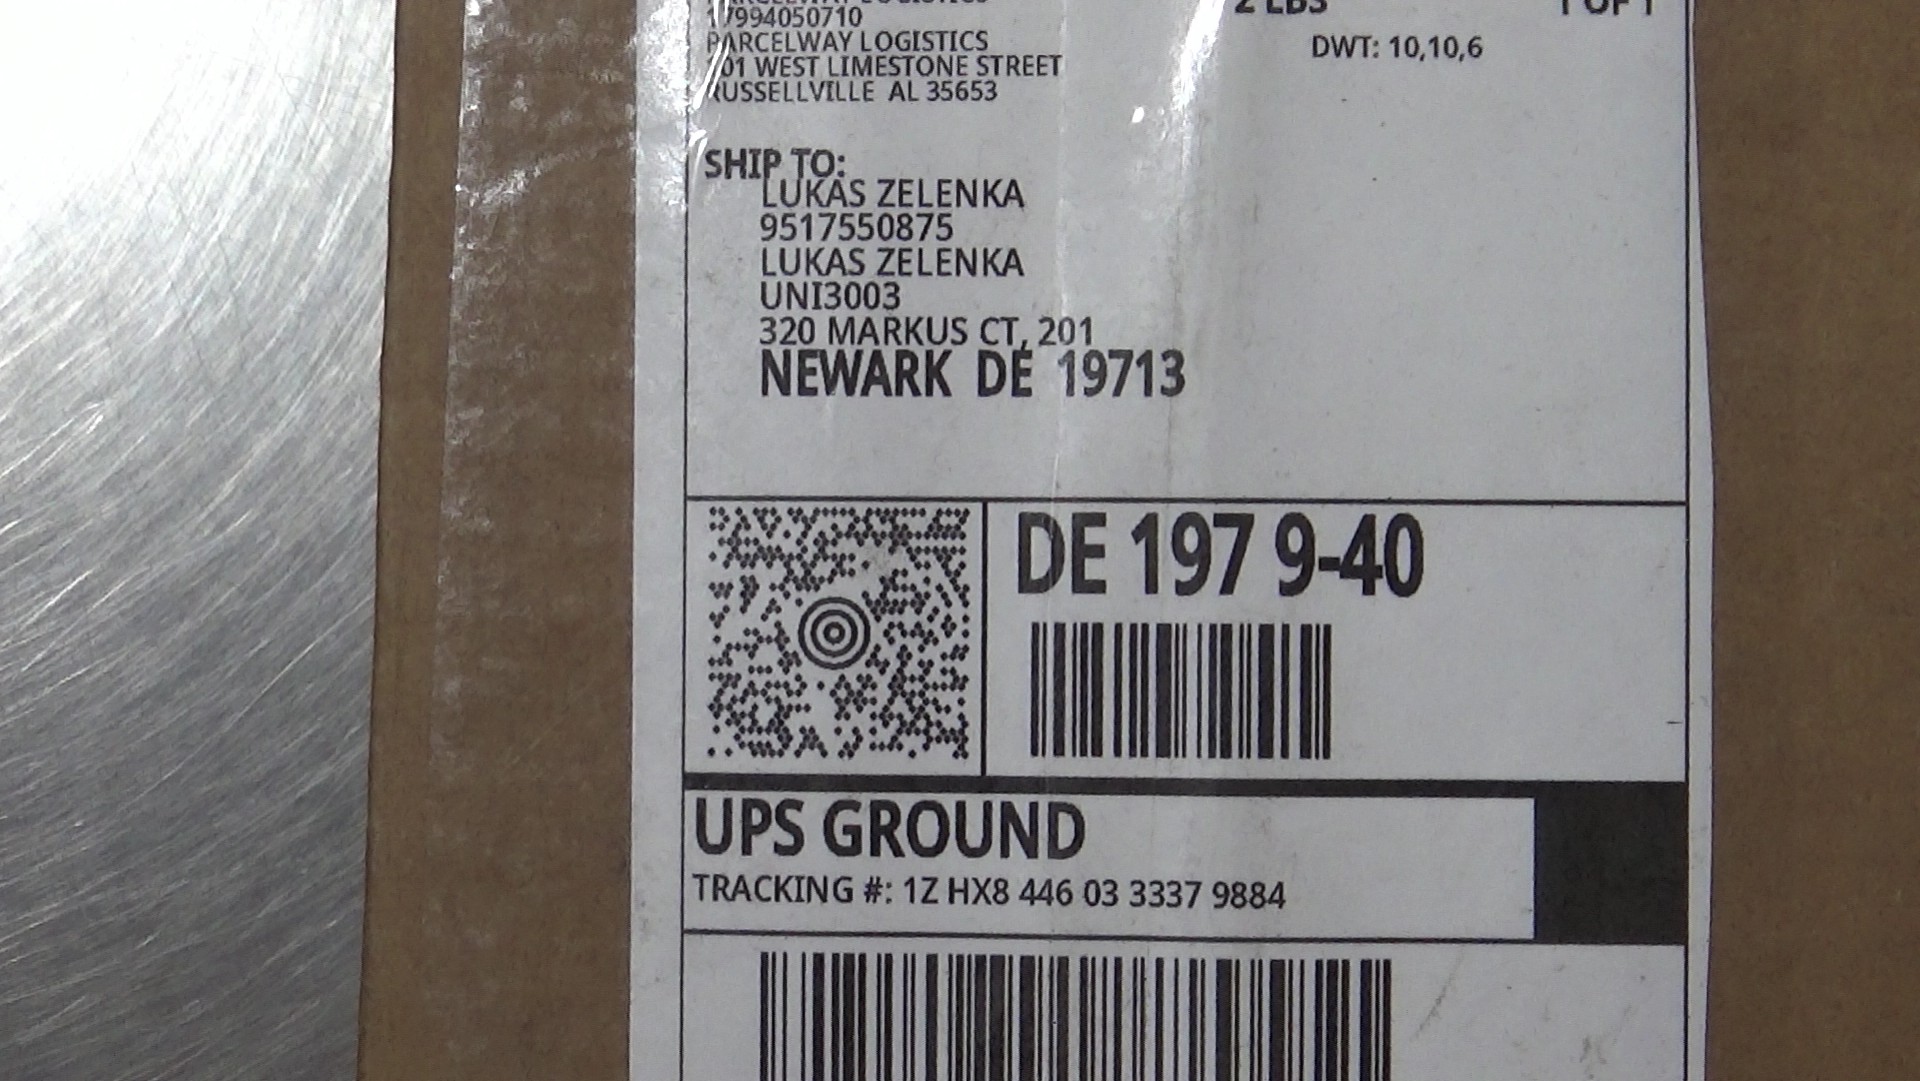 PARCELWAY LOGISTICS
17994050710
PARCELWAY LOGISTICS
WEST LIMESTONE STREET
RUSSELLVILLE AL 35653
2 LBS
1 OF 1
DWT: 10,10,6
SHIP TO:
LUKAS ZELENKA
9517550875
LUKAS ZELENKA
UNI3003
320 MARKUS CT, 201
NEWARK DE 19713
DE 197 9-40
UPS GROUND
TRACKING #: 1Z HX8 446 03 3337 9884